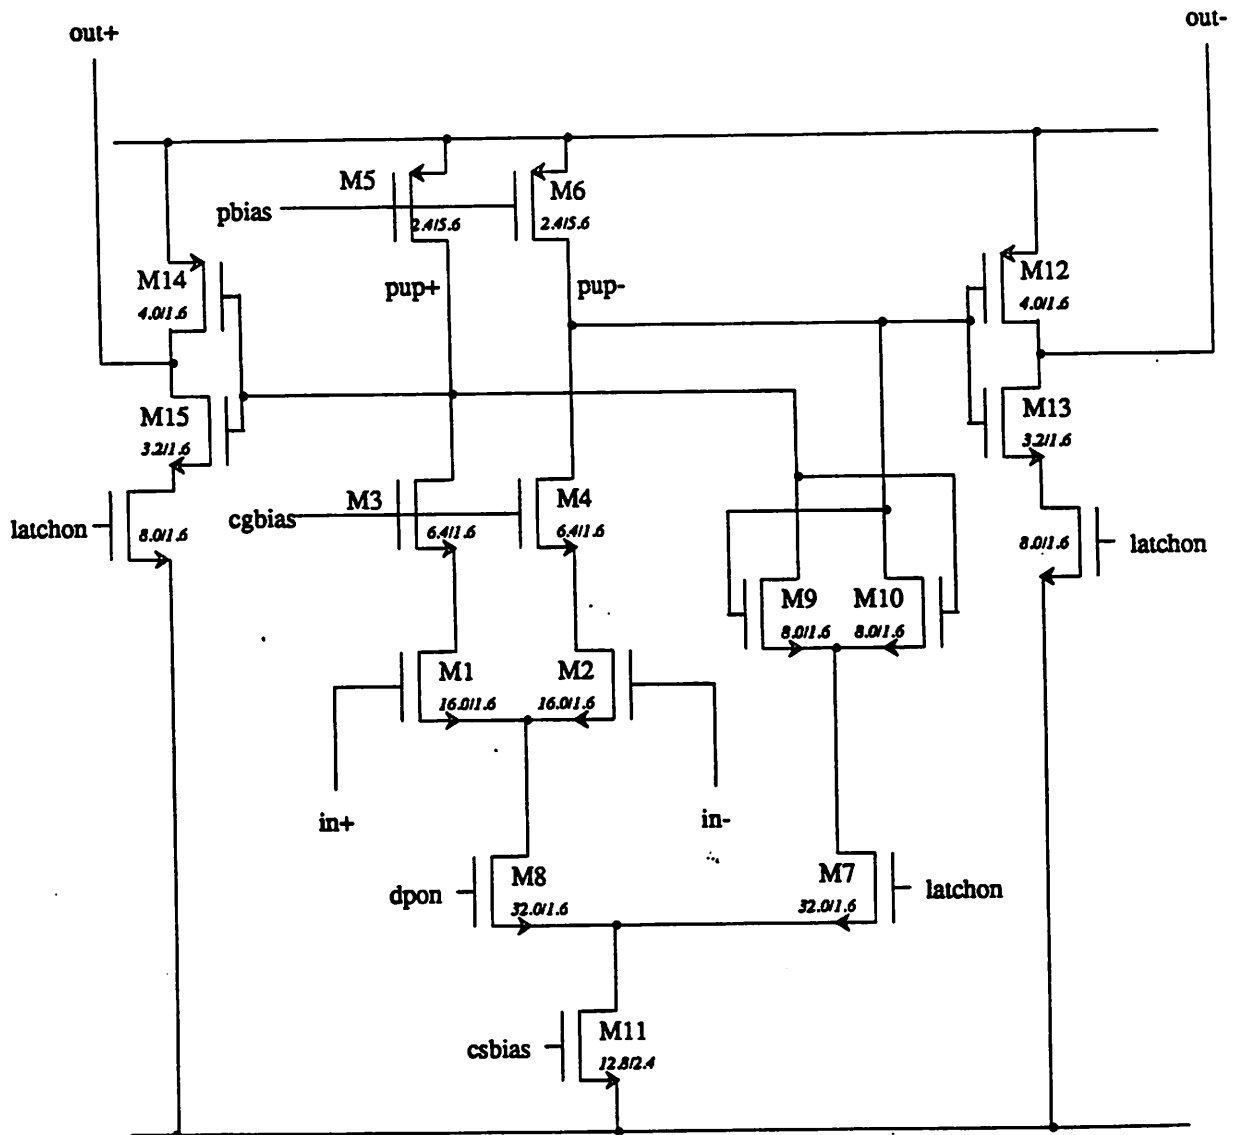 out+
out-
M5
M6
pbias
2.4/5.6
2.4/5.6
M14
4.0/1.6
M12
4.0/1.6
pup+
pup-
M15
3.2/1.6
M13
3.2/1.6
M3
M4
latchon
8.0/1.6
cgbias
6.4/1.6
6.4/1.6
8.0/1.6
latchon
M9
M10
8.0/1.6
8.0/1.6
M1
M2
16.0/1.6
16.0/1.6
in+
in-
M8
M7
dpon
latchon
32.0/1.6
32.0/1.6
M11
csbias
12.8/2.4